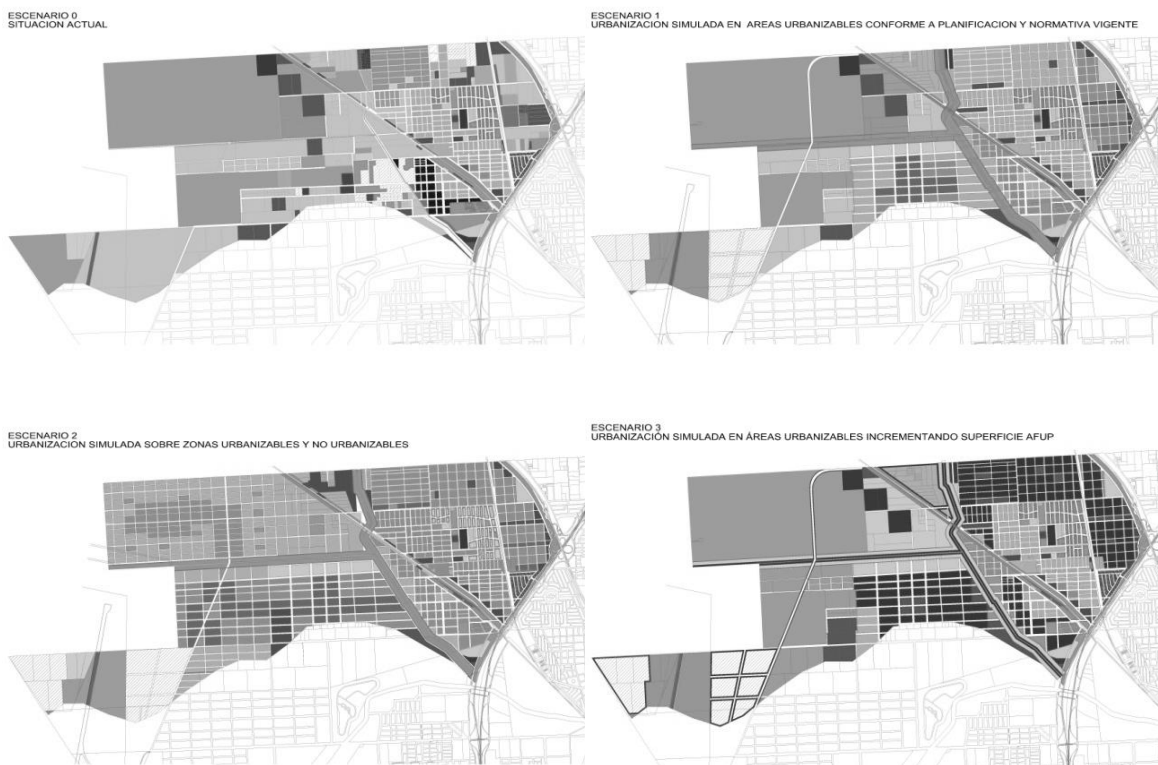 ESCENARIO 0
SITUACION ACTUAL
ESCENARIO 1
URBANIZACION SIMULADA EN AREAS URBANIZABLES CONFORME A PLANIFICACION Y NORMATIVA VIGENTE
ESCENARIO 2
URBANIZACION SIMULADA SOBRE ZONAS URBANIZABLES Y NO URBANIZABLES
ESCENARIO 3
URBANIZACIÓN SIMULADA EN ÁREAS URBANIZABLES INCREMENTANDO SUPERFICIE AFUP